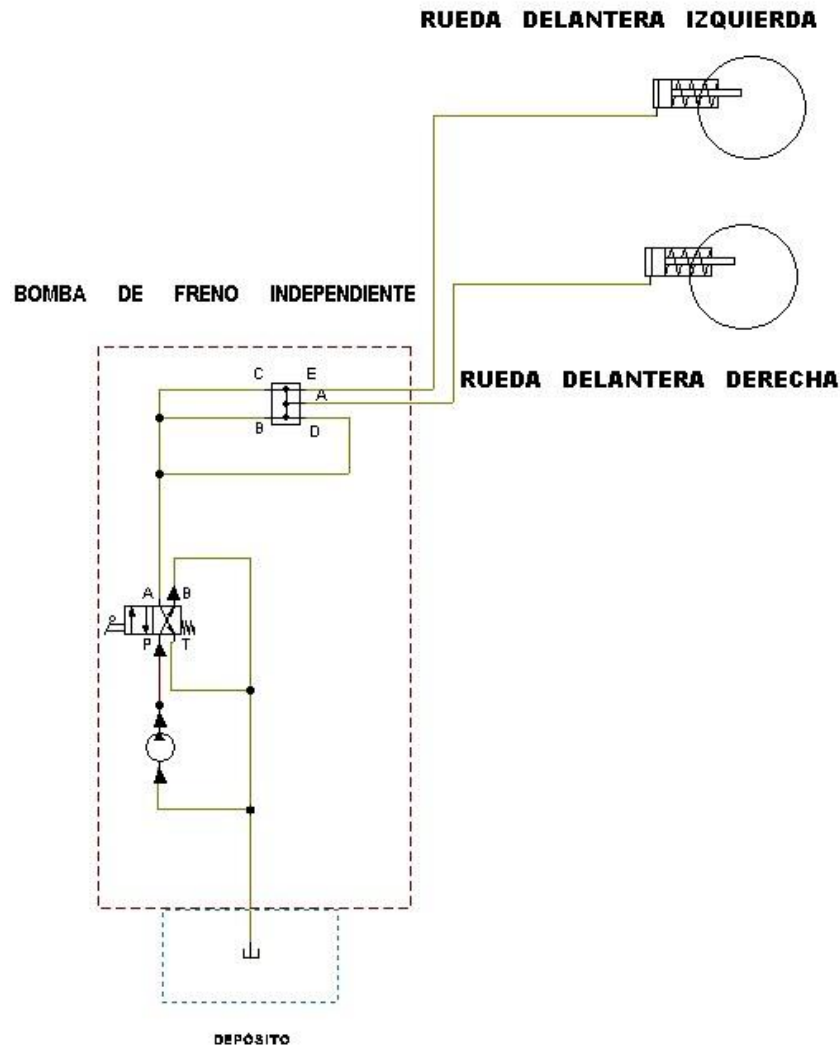 RUEDA DELANTERA IZQUIERDA
BOMBA DE FRENO INDEPENDIENTE
RUEDA DELANTERA DERECHA
C E
A
B D
A B
P T
DEPÓSITO